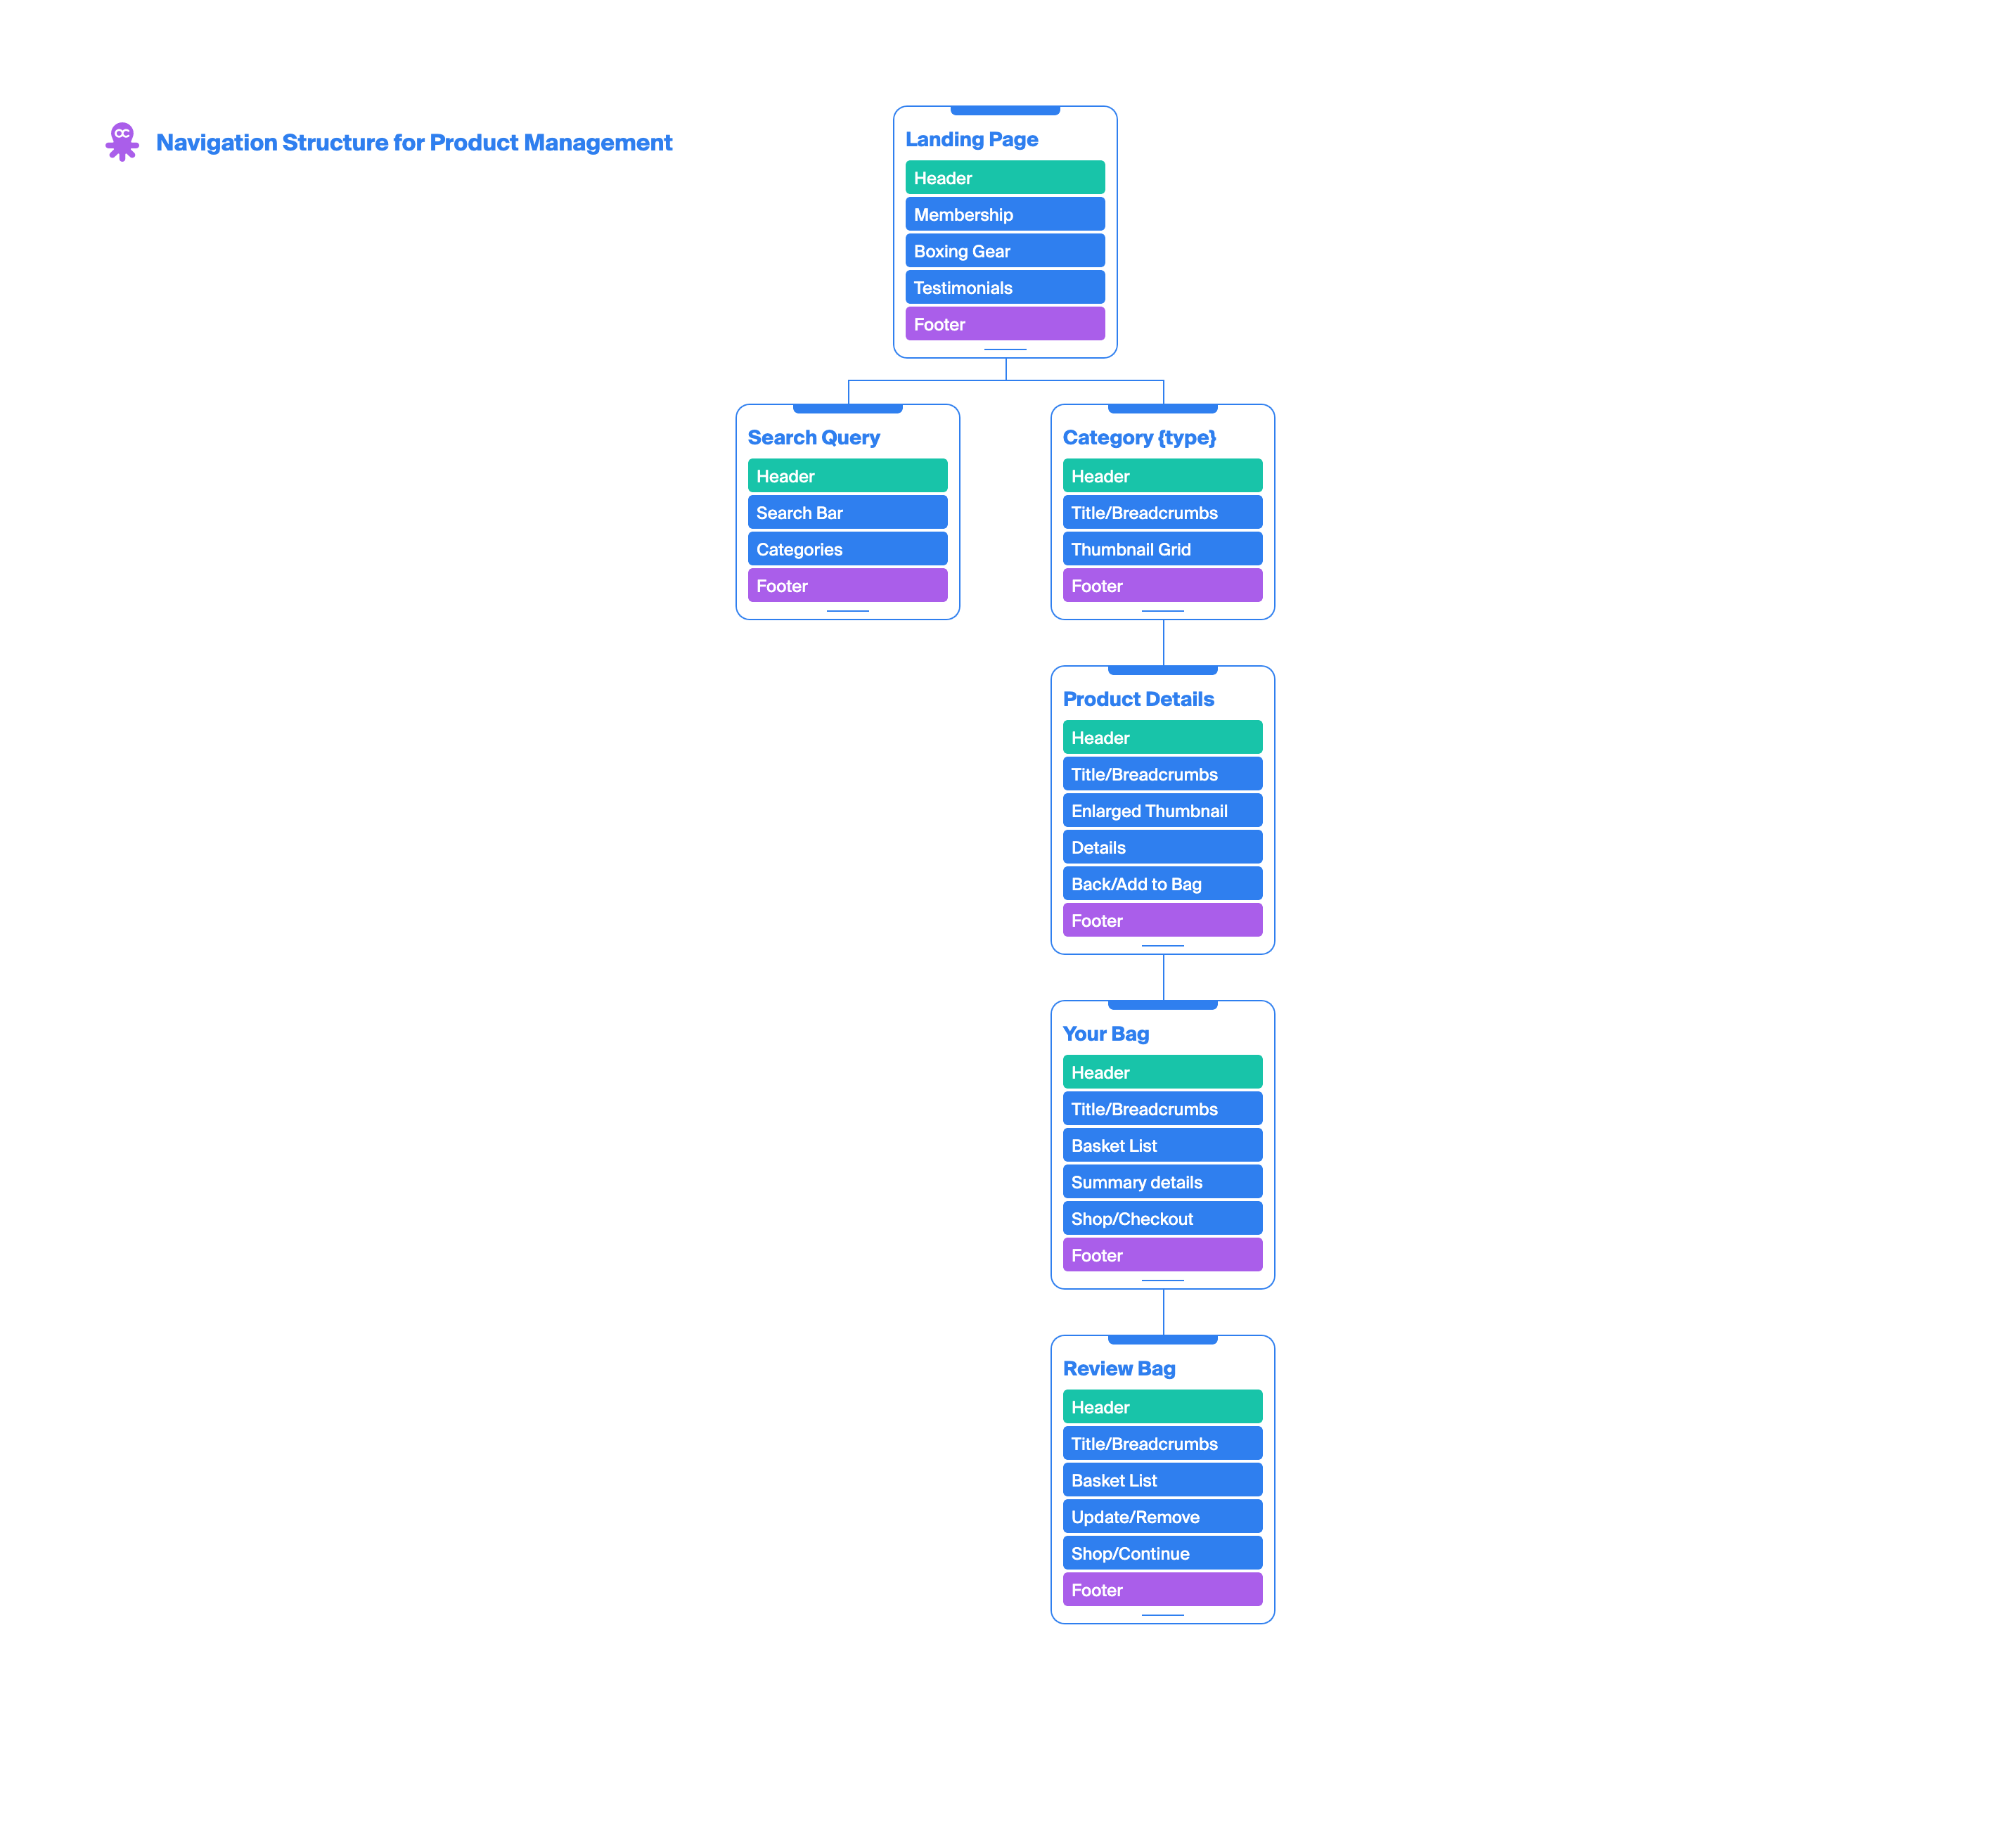 Navigation Structure for Product Management
Landing Page
Header
Membership
Boxing Gear
Testimonials
Footer
Search Query
Header
Search Bar
Categories
Footer
Category {type}
Header
Title/Breadcrumbs
Thumbnail Grid
Footer
Product Details
Header
Title/Breadcrumbs
Enlarged Thumbnail
Details
Back/Add to Bag
Footer
Your Bag
Header
Title/Breadcrumbs
Basket List
Summary details
Shop/Checkout
Footer
Review Bag
Header
Title/Breadcrumbs
Basket List
Update/Remove
Shop/Continue
Footer